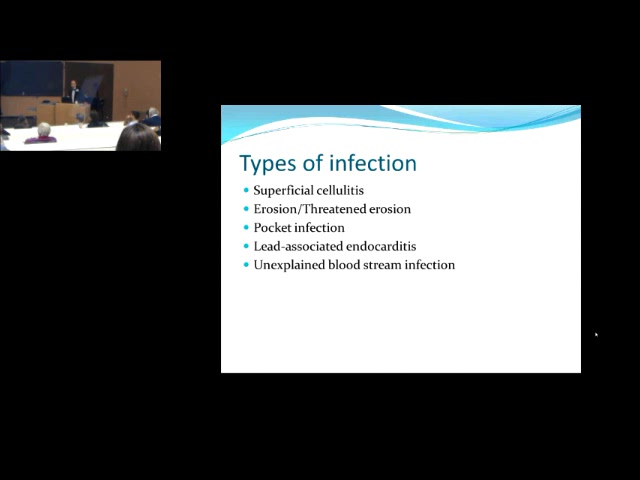 Types of infection
Superficial cellulitis
Erosion/Threatened erosion
Pocket infection
Lead-associated endocarditis
Unexplained blood stream infection